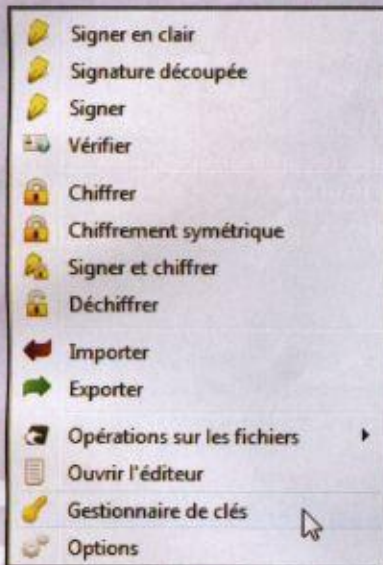 Signer en clair
Signature découpée
Signer
Vérifier
Chiffrer
Chiffrement symétrique
Signer et chiffrer
Déchiffrer
Importer
Exporter
Opérations sur les fichiers
Ouvrir l'éditeur
Gestionnaire de clés
Options